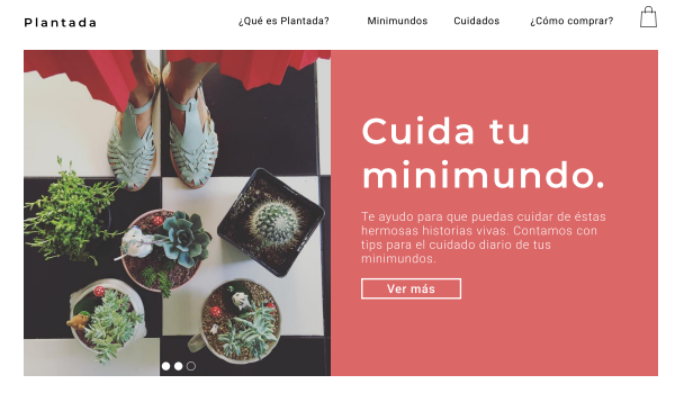 Plantada
¿Qué es Plantada?
Minimundos
Cuidados
¿Cómo comprar?
Cuida tu
minimundo.
Te ayudo para que puedas cuidar de éstas
hermosas historias vivas. Contamos con
tips para el cuidado diario de tus
minimundos.
Ver más